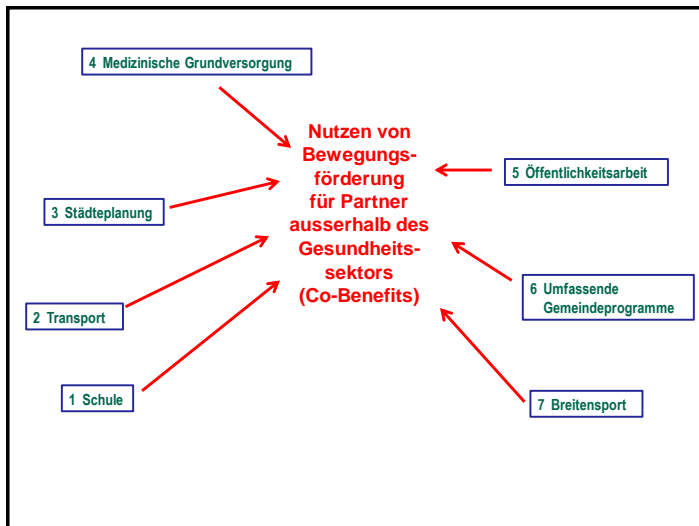 4 Medizinische Grundversorgung
Nutzen von
Bewegungs-
förderung
für Partner
ausserhalb des
Gesundheits-
sektors
(Co-Benefits)
5 Öffentlichkeitsarbeit
3 Städteplanung
6 Umfassende
Gemeindeprogramme
2 Transport
1 Schule
7 Breitensport